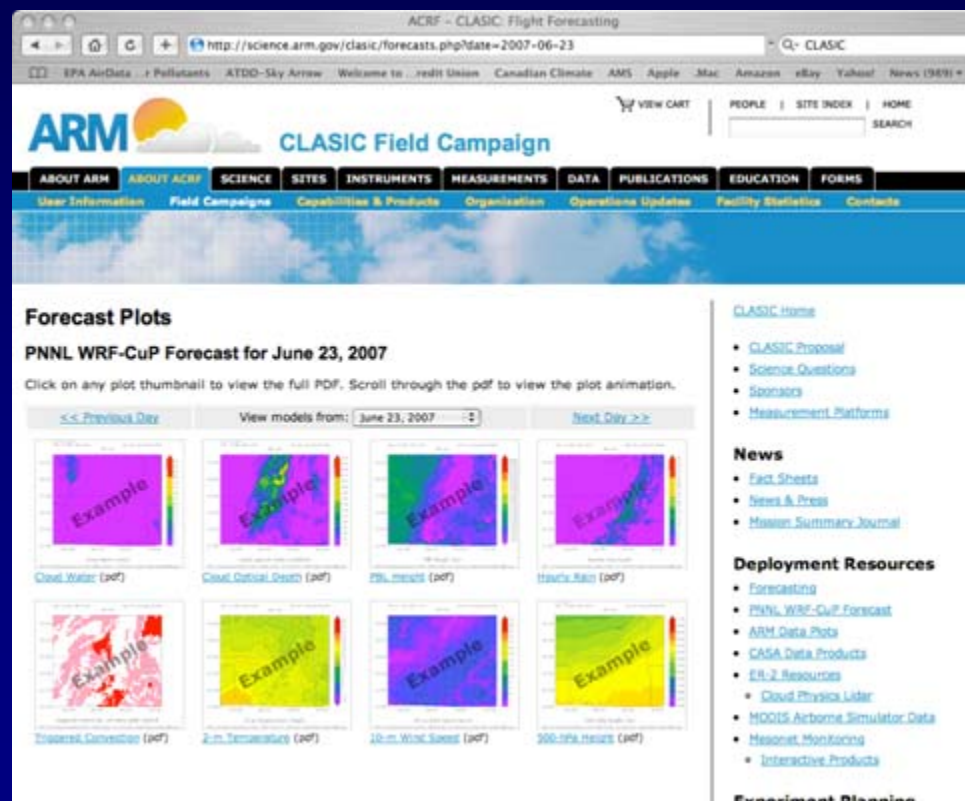 ACRF - CLASIC: Flight Forecasting
http://science.arm.gov/clasic/forecasts.php?date=2007-06-23
CLASIC
EPA AirData ...r Pollutants ATDD-Sky Arrow Welcome to ...redit Union Canadian Climate AMS Apple .Mac Amazon eBay Yahoo! News (989)
VIEW CART PEOPLE | SITE INDEX | HOME
SEARCH
ARM
CLASIC Field Campaign
ABOUT ARM ABOUT ACRF SCIENCE SITES INSTRUMENTS MEASUREMENTS DATA PUBLICATIONS EDUCATION FORMS
User Information Field Campaigns Capabilities & Products Organization Operations Updates Facility Statistics Contacts
Forecast Plots
PNNL WRF-CuP Forecast for June 23, 2007
Click on any plot thumbnail to view the full PDF. Scroll through the pdf to view the plot animation.
<< Previous Day View models from: June 23, 2007 Next Day >>
Example Example Example Example
Cloud Water (pdf) Cloud Optical Depth (pdf) PBL Height (pdf) Hourly Rain (pdf)
Example Example Example Example
Triggered Convection (pdf) 2-m Temperature (pdf) 10-m Wind Speed (pdf) 500-hPa Height (pdf)
CLASIC Home
CLASIC Proposal
Science Questions
Sponsors
Measurement Platforms
News
Fact Sheets
News & Press
Mission Summary Journal
Deployment Resources
Forecasting
PNNL WRF-CuP Forecast
ARM Data Plots
CASA Data Products
ER-2 Resources
Cloud Physics Lidar
MODIS Airborne Simulator Data
Mesonet Monitoring
Interactive Products
Experiment Planning